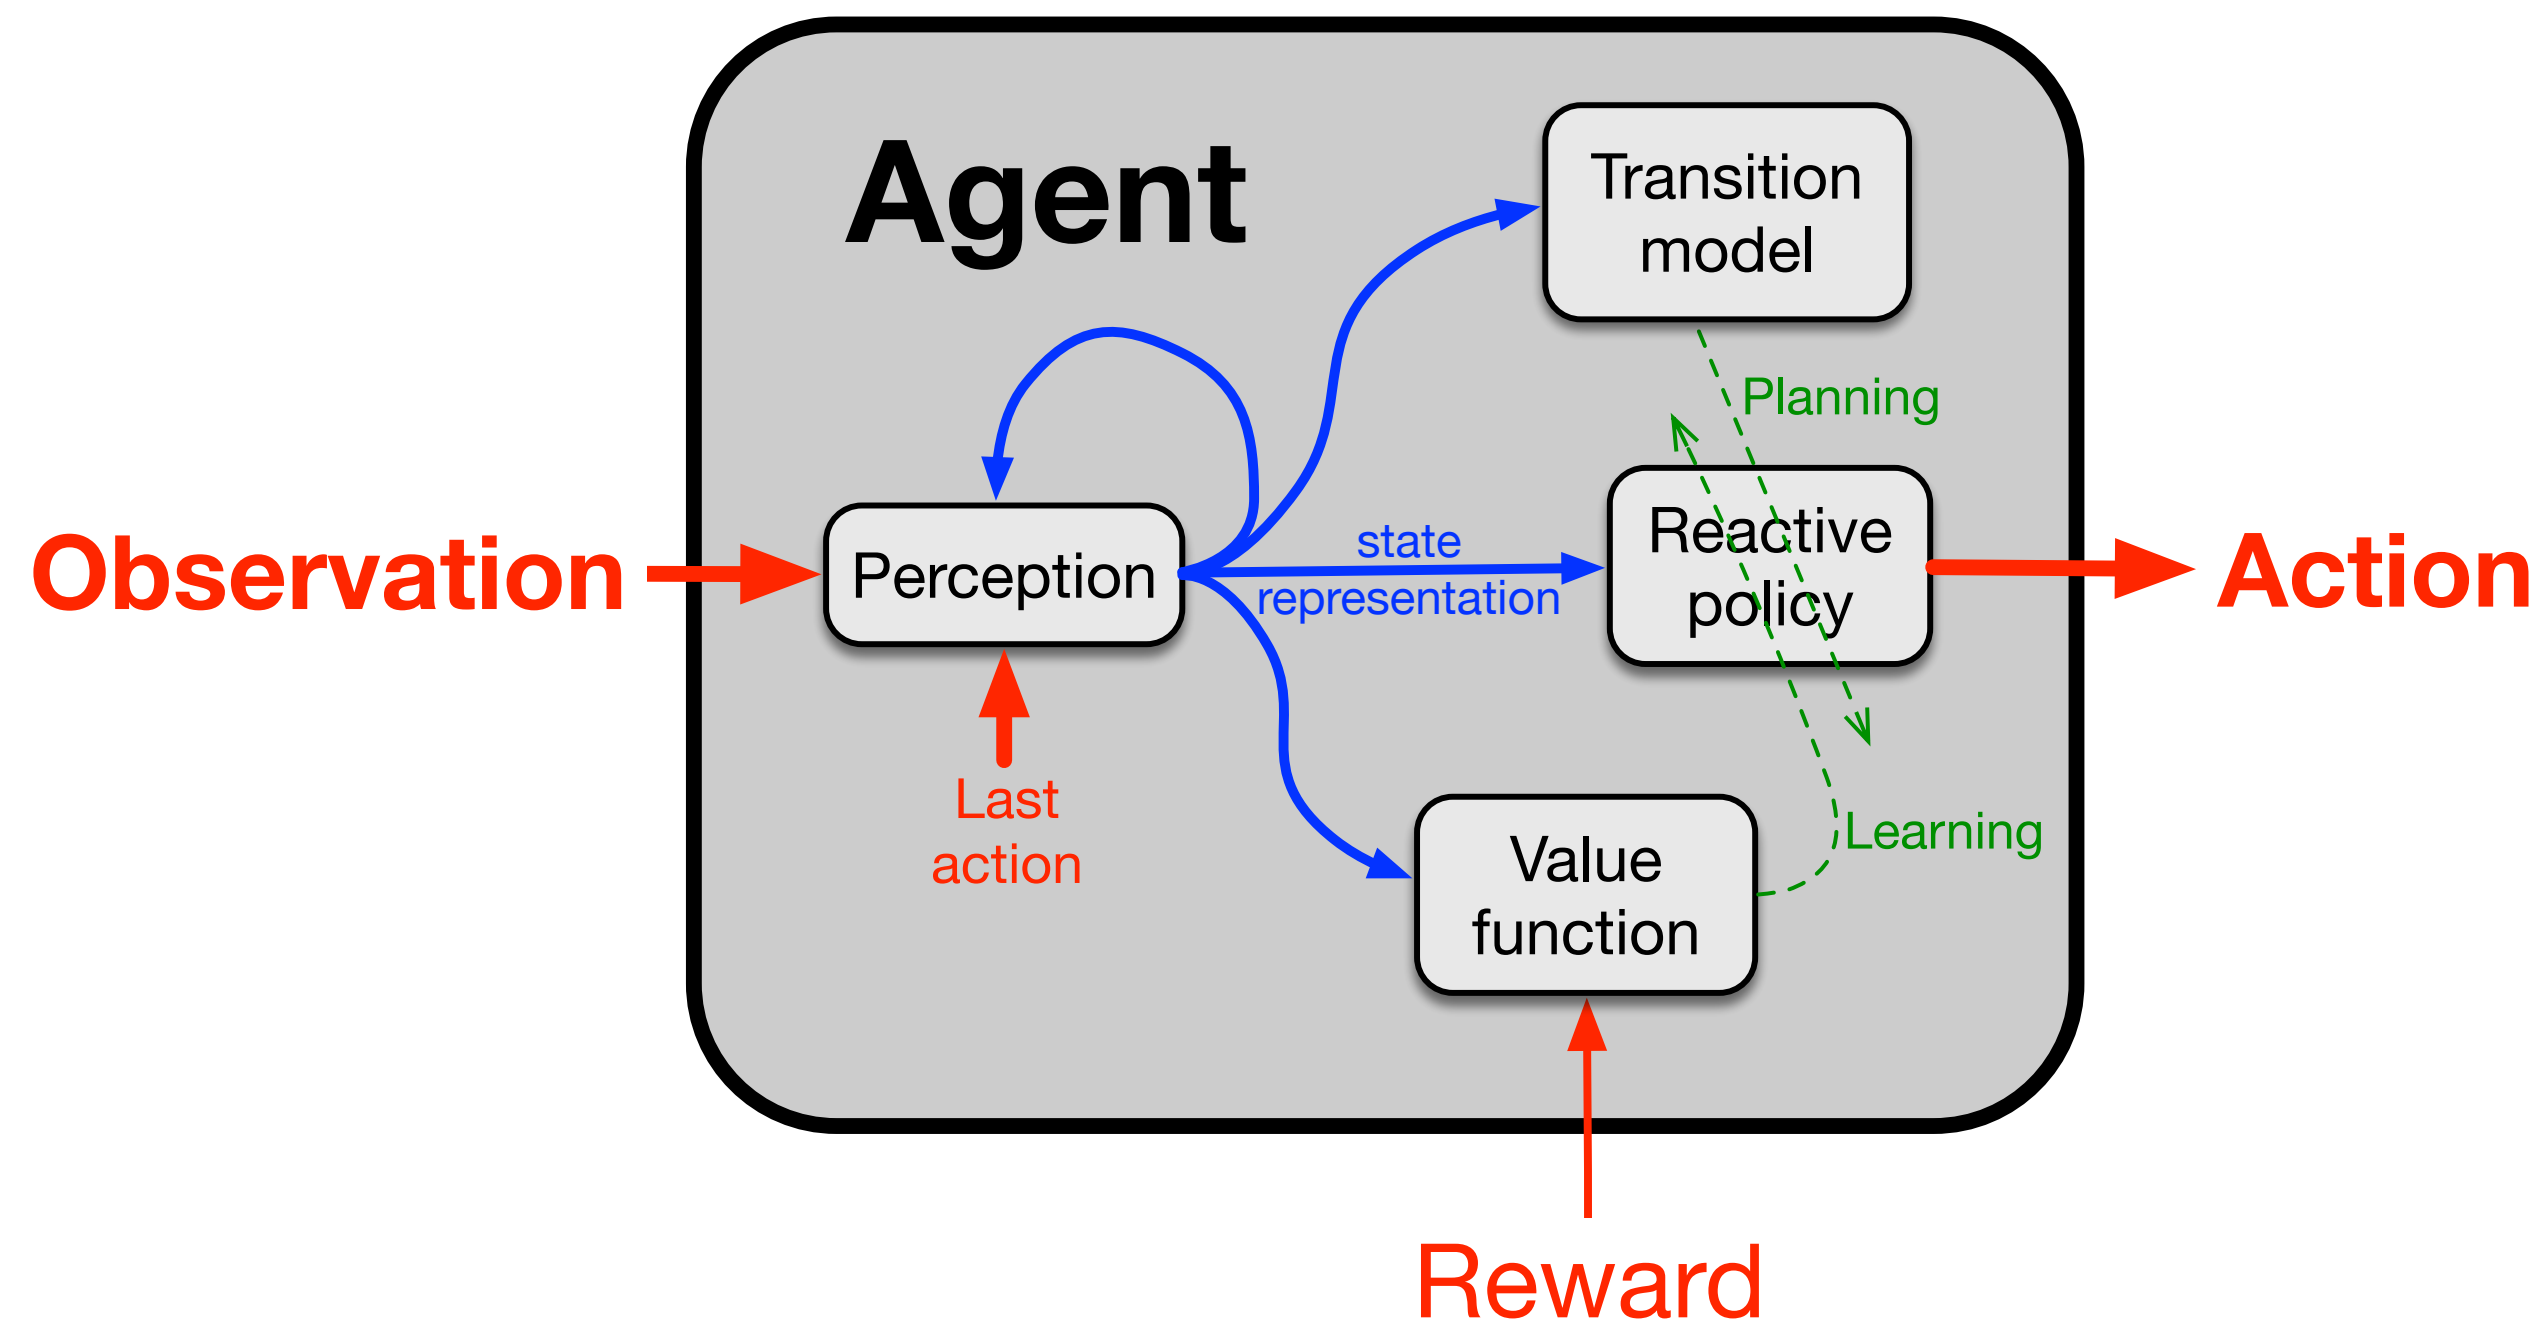 Agent
Transition
model
Planning
Observation
Perception
state
representation
Reactive
policy
Action
Last
action
Value
function
Learning
Reward